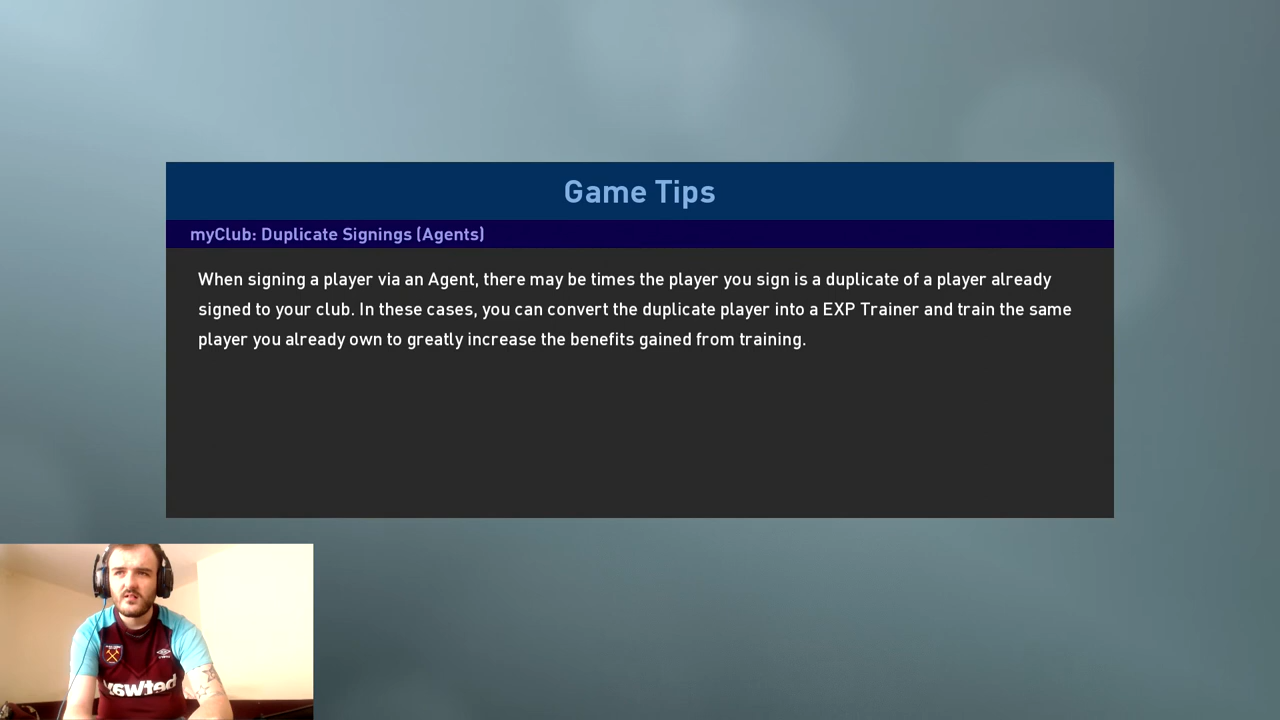 Game Tips
myClub: Duplicate Signings (Agents)
When signing a player via an Agent, there may be times the player you sign is a duplicate of a player already
signed to your club. In these cases, you can convert the duplicate player into a EXP Trainer and train the same
player you already own to greatly increase the benefits gained from training.
betway